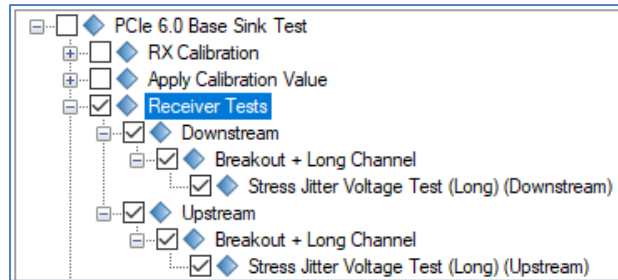 PCIe 6.0 Base Sink Test
RX Calibration
Apply Calibration Value
Receiver Tests
Downstream
Breakout + Long Channel
Stress Jitter Voltage Test (Long) (Downstream)
Upstream
Breakout + Long Channel
Stress Jitter Voltage Test (Long) (Upstream)